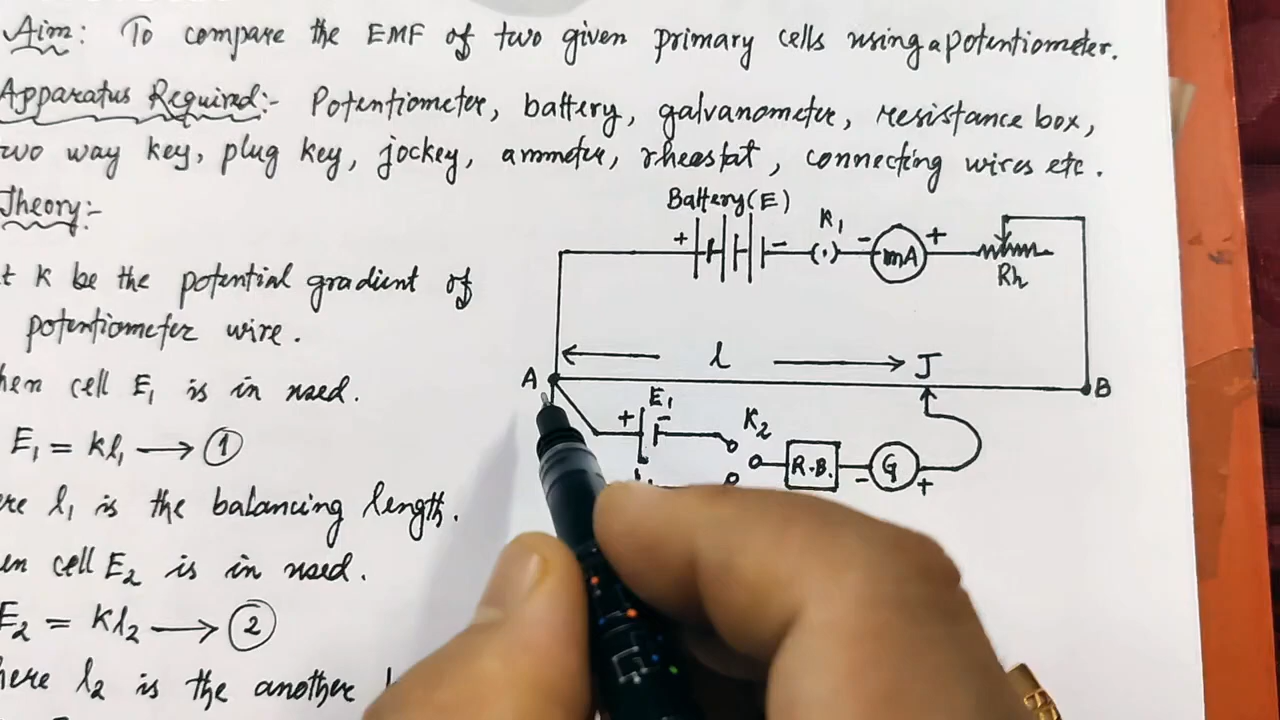 Aim: To compare the EMF of two given primary cells using a potentiometer.
Apparatus Required:- Potentiometer, battery, galvanometer, resistance box,
two way key, plug key, jockey, ammeter, rheostat, connecting wires etc.
Theory:-
K be the potential gradient of
potentiometer wire.
cell E₁ is in used.
E₁ = Kl₁ → ①
l₁ is the balancing length.
cell E₂ is in used.
E₂ = Kl₂ → ②
l₂ is the another
Battery(E)
+ - K₁ - mA +
Rh
l J
A B
+ E₁ - K₂
R.B. - G +